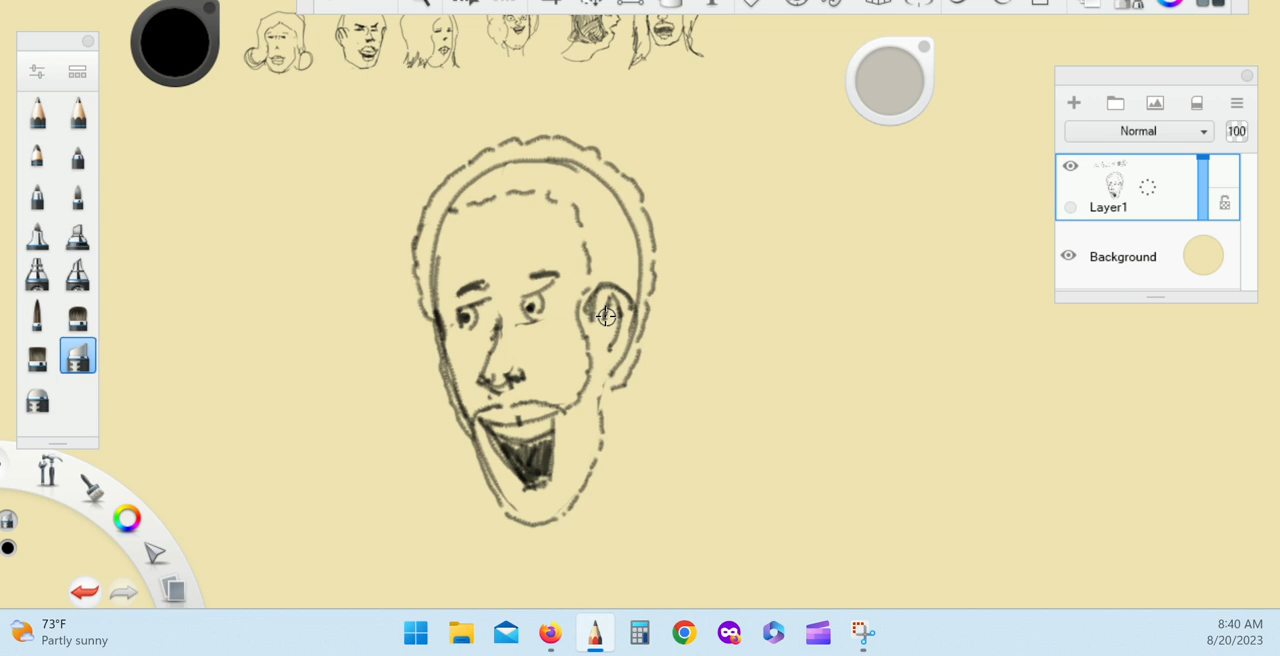 Normal
100
Layer1
Background
73°F
Partly sunny
8:40 AM
8/20/2023